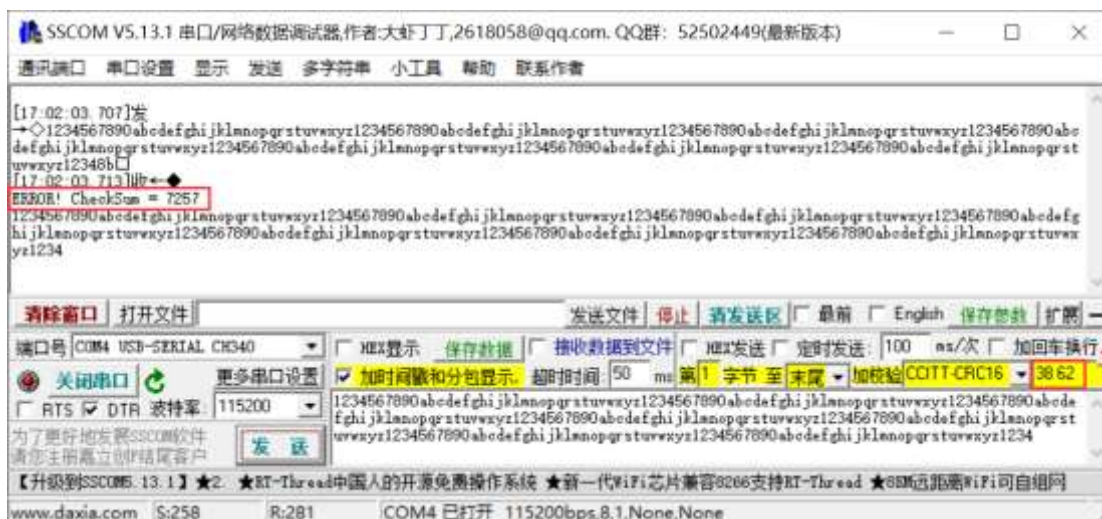 SSCOM V5.13.1 串口/网络数据调试器,作者:大虾丁丁,2618058@qq.com. QQ群: 52502449(最新版本)
通讯端口 串口设置 显示 发送 多字符串 小工具 帮助 联系作者
[17:02:03.707]发
→◇1234567890abcdefghijklmnopqrstuvwxyz1234567890abcdefghijklmnopqrstuvwxyz1234567890abcdefghijklmnopqrstuvwxyz1234567890abc
defghijklmnopqrstuvwxyz1234567890abcdefghijklmnopqrstuvwxyz1234567890abcdefghijklmnopqrstuvwxyz1234567890abcdefghijklmnopqrst
uvwxyz12348b□
[17:02:03.713]收←◆
ERROR! CheckSum = 7257
1234567890abcdefghijklmnopqrstuvwxyz1234567890abcdefghijklmnopqrstuvwxyz1234567890abcdefghijklmnopqrstuvwxyz1234567890abcdefg
hijklmnopqrstuvwxyz1234567890abcdefghijklmnopqrstuvwxyz1234567890abcdefghijklmnopqrstuvwxyz1234567890abcdefghijklmnopqrstuvwx
yz1234
清除窗口 打开文件 发送文件 停止 清发送区 最前 English 保存参数 扩展
端口号 COM4 USB-SERIAL CH340 HEX显示 保存数据 接收数据到文件 HEX发送 定时发送: 100 ms/次 加回车换行
关闭串口 更多串口设置 加时间戳和分包显示. 超时时间: 50 ms 第 1 字节 至 末尾 加校验 CCITT-CRC16 38 62
RTS DTR 波特率: 115200
1234567890abcdefghijklmnopqrstuvwxyz1234567890abcdefghijklmnopqrstuvwxyz1234567890abcde
fghijklmnopqrstuvwxyz1234567890abcdefghijklmnopqrstuvwxyz1234567890abcdefghijklmnopqrst
uvwxyz1234567890abcdefghijklmnopqrstuvwxyz1234567890abcdefghijklmnopqrstuvwxyz1234
为了更好地发展SSCOM软件
请您注册嘉立创F结尾客户
发 送
【升级到SSCOM5.13.1】★2. ★RT-Thread中国人的开源免费操作系统 ★新一代WiFi芯片兼容8266支持RT-Thread ★8KM远距离WiFi可自组网
www.daxia.com S:258 R:281 COM4 已打开 115200bps,8,1,None,None